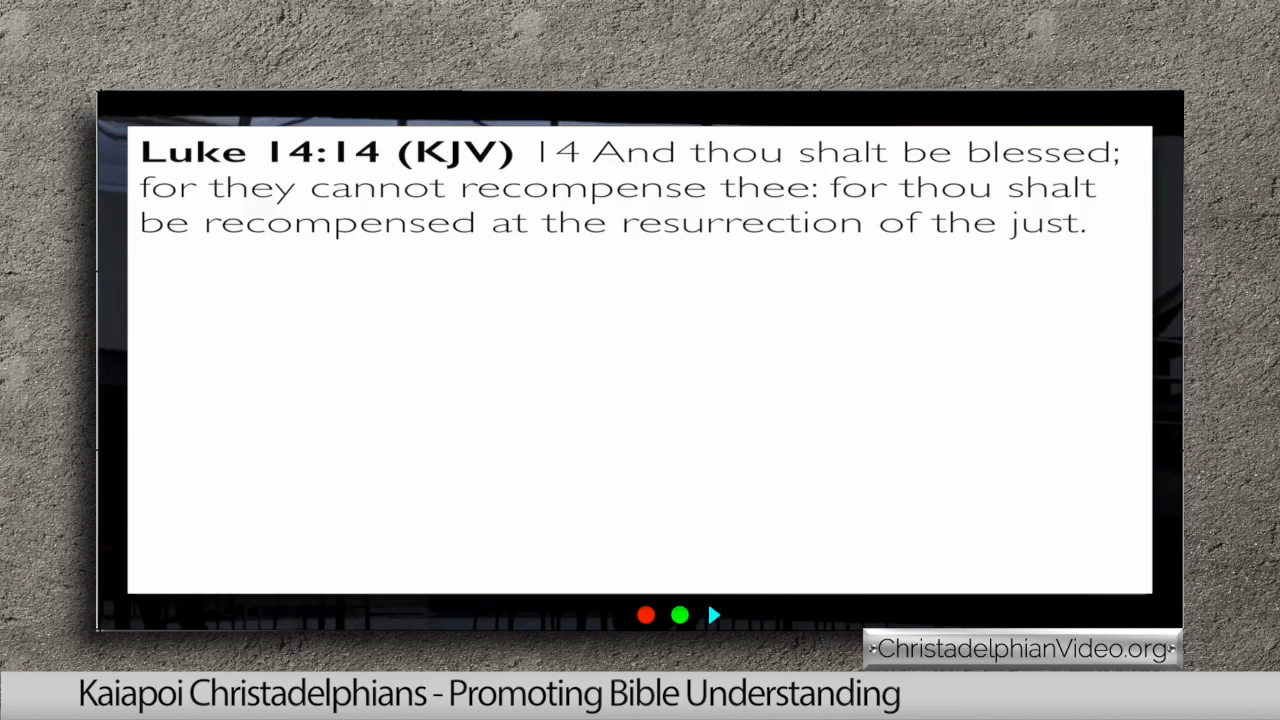 Luke 14:14 (KJV) 14 And thou shalt be blessed;
for they cannot recompense thee: for thou shalt
be recompensed at the resurrection of the just.
ChristadelphianVideo.org
Kaiapoi Christadelphians - Promoting Bible Understanding